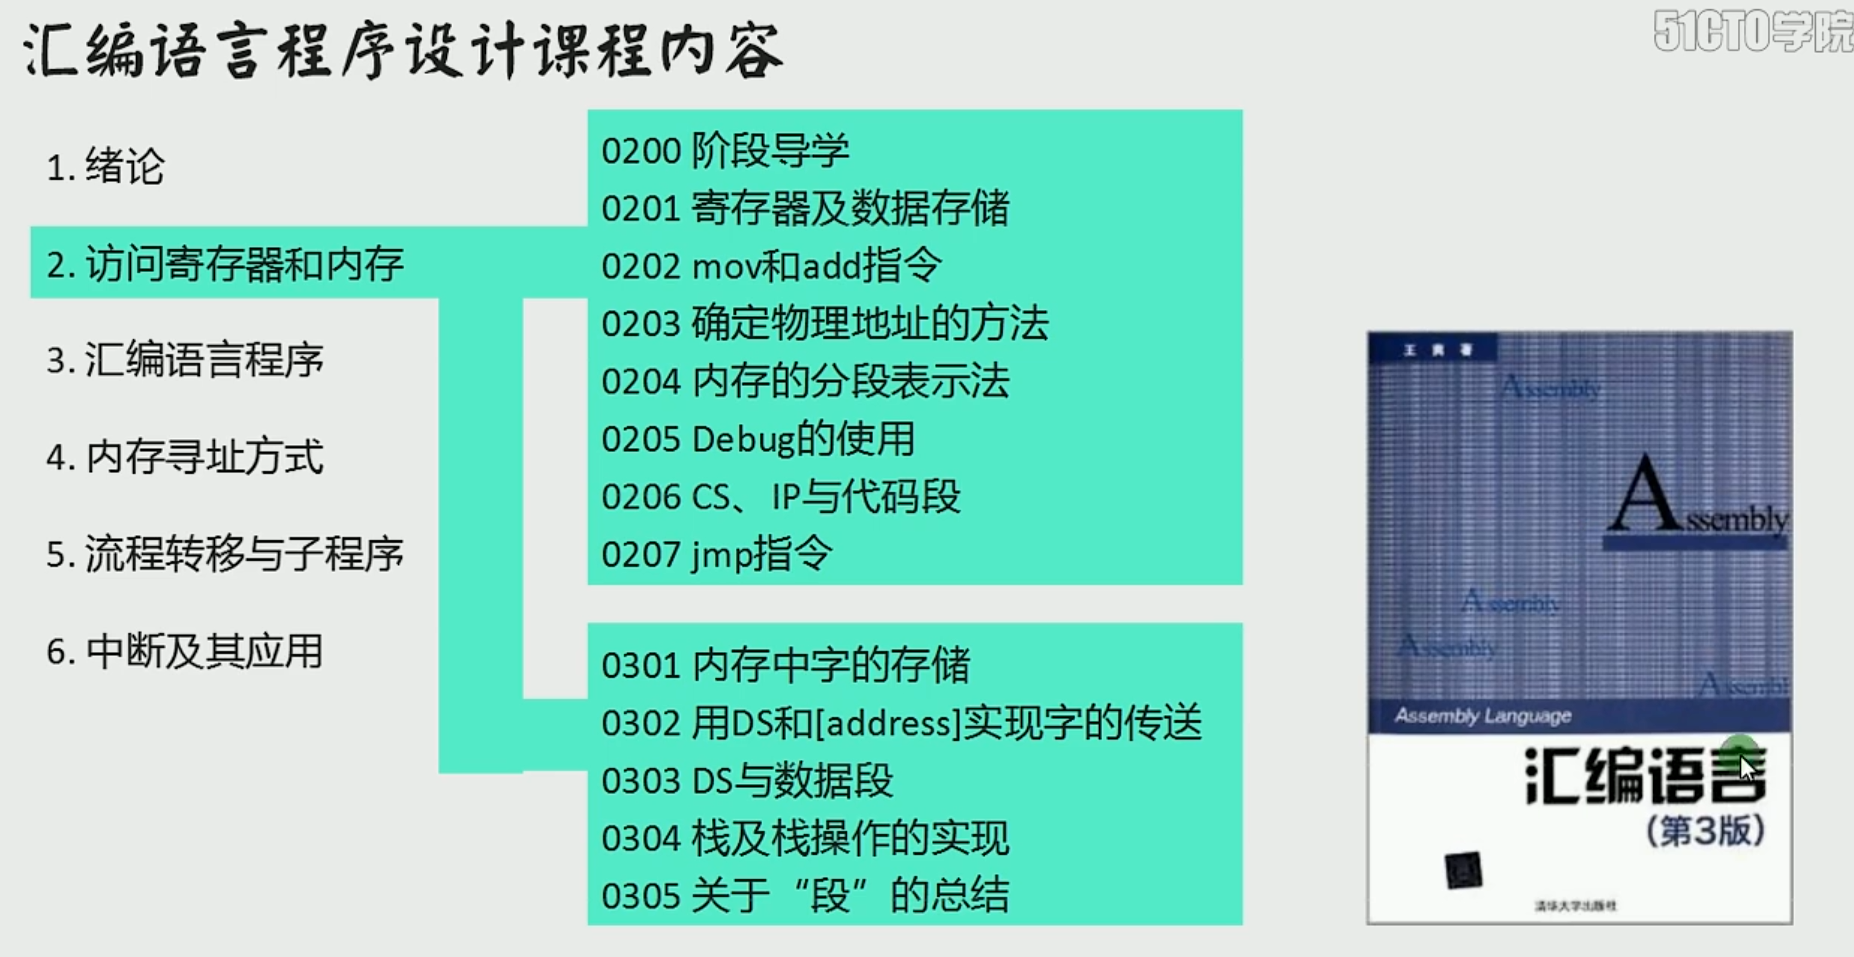 汇编语言程序设计课程内容
51CTO学院
1. 绪论
2. 访问寄存器和内存
3. 汇编语言程序
4. 内存寻址方式
5. 流程转移与子程序
6. 中断及其应用
0200 阶段导学
0201 寄存器及数据存储
0202 mov和add指令
0203 确定物理地址的方法
0204 内存的分段表示法
0205 Debug的使用
0206 CS、IP与代码段
0207 jmp指令
0301 内存中字的存储
0302 用DS和[address]实现字的传送
0303 DS与数据段
0304 栈及栈操作的实现
0305 关于“段”的总结
王爽 著
Assembly
Assembly
Assembly
Assembly
Assembl
Assembly Language
汇编语言
（第3版）
清华大学出版社